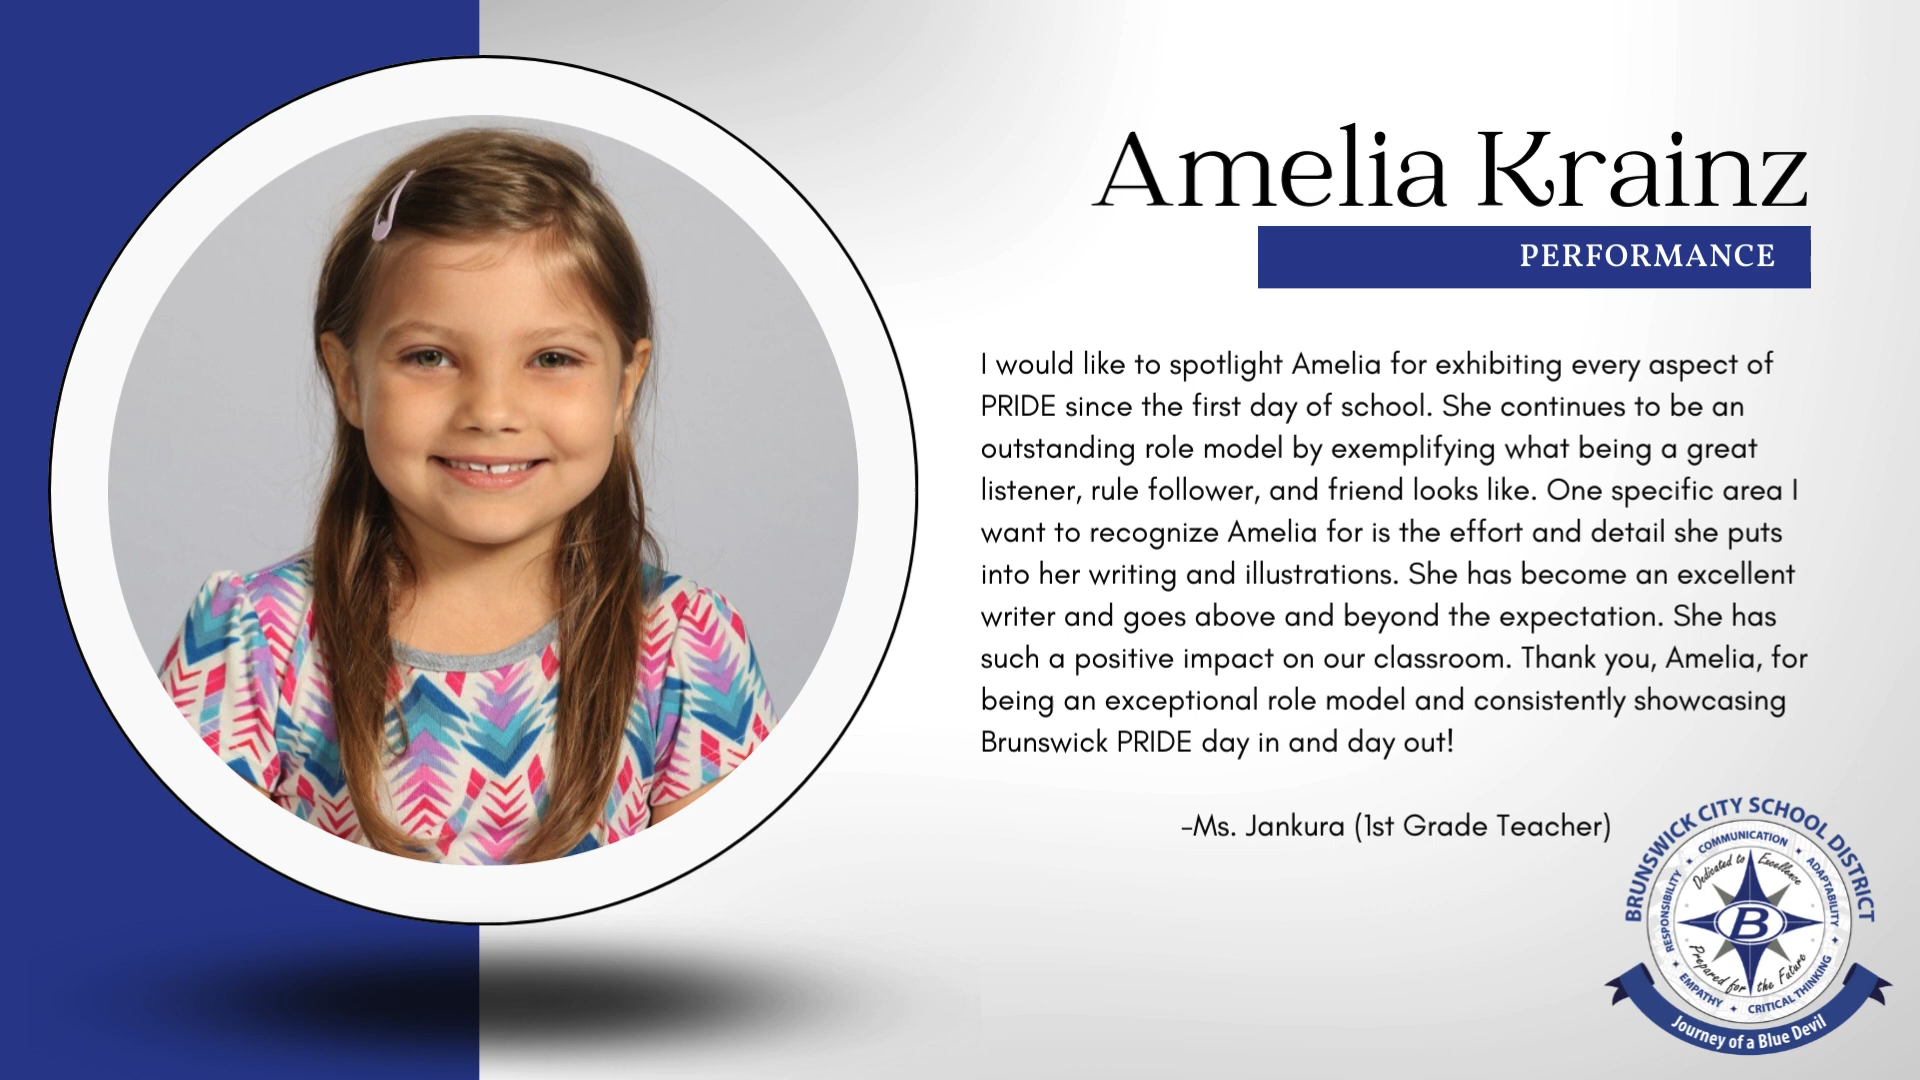 Amelia Krainz
PERFORMANCE
I would like to spotlight Amelia for exhibiting every aspect of
PRIDE since the first day of school. She continues to be an
outstanding role model by exemplifying what being a great
listener, rule follower, and friend looks like. One specific area I
want to recognize Amelia for is the effort and detail she puts
into her writing and illustrations. She has become an excellent
writer and goes above and beyond the expectation. She has
such a positive impact on our classroom. Thank you, Amelia, for
being an exceptional role model and consistently showcasing
Brunswick PRIDE day in and day out!
-Ms. Jankura (1st Grade Teacher)
BRUNSWICK CITY SCHOOL DISTRICT
RESPONSIBILITY ✦ COMMUNICATION ✦ ADAPTABILITY ✦
EMPATHY ✦ CRITICAL THINKING
Dedicated to Excellence
B
Prepared for the Future
Journey of a Blue Devil